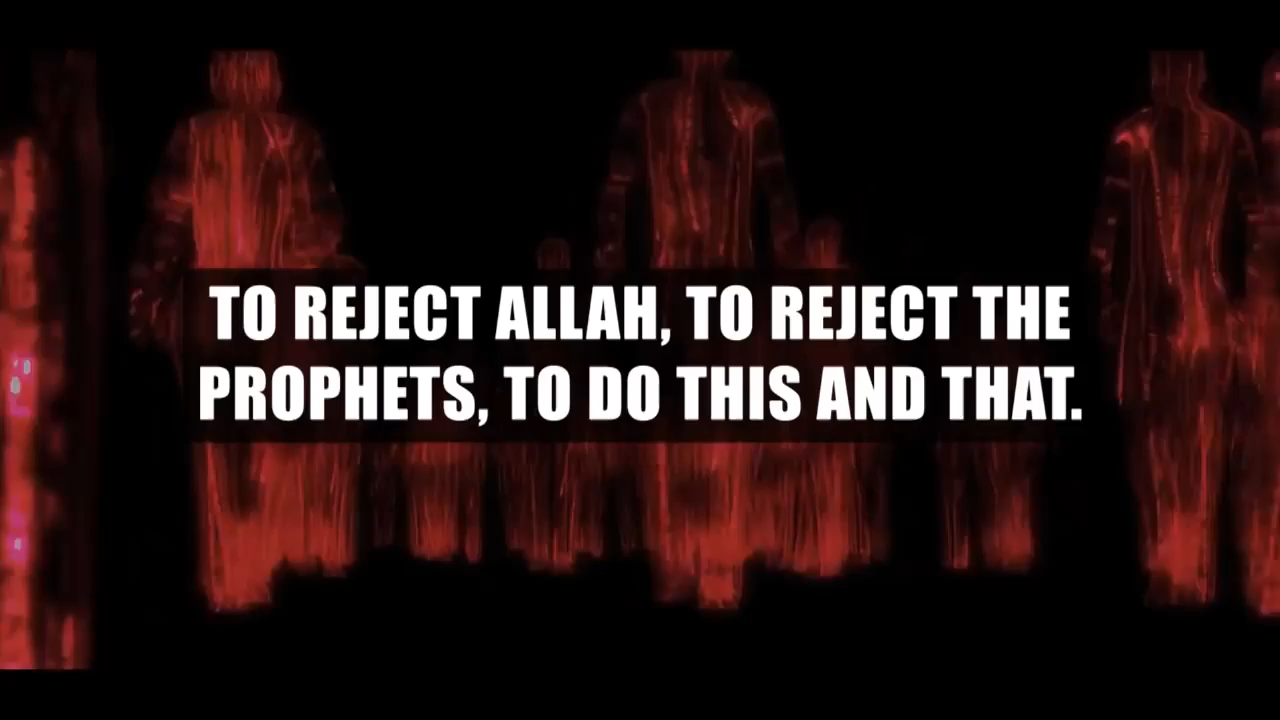 TO REJECT ALLAH, TO REJECT THE
PROPHETS, TO DO THIS AND THAT.